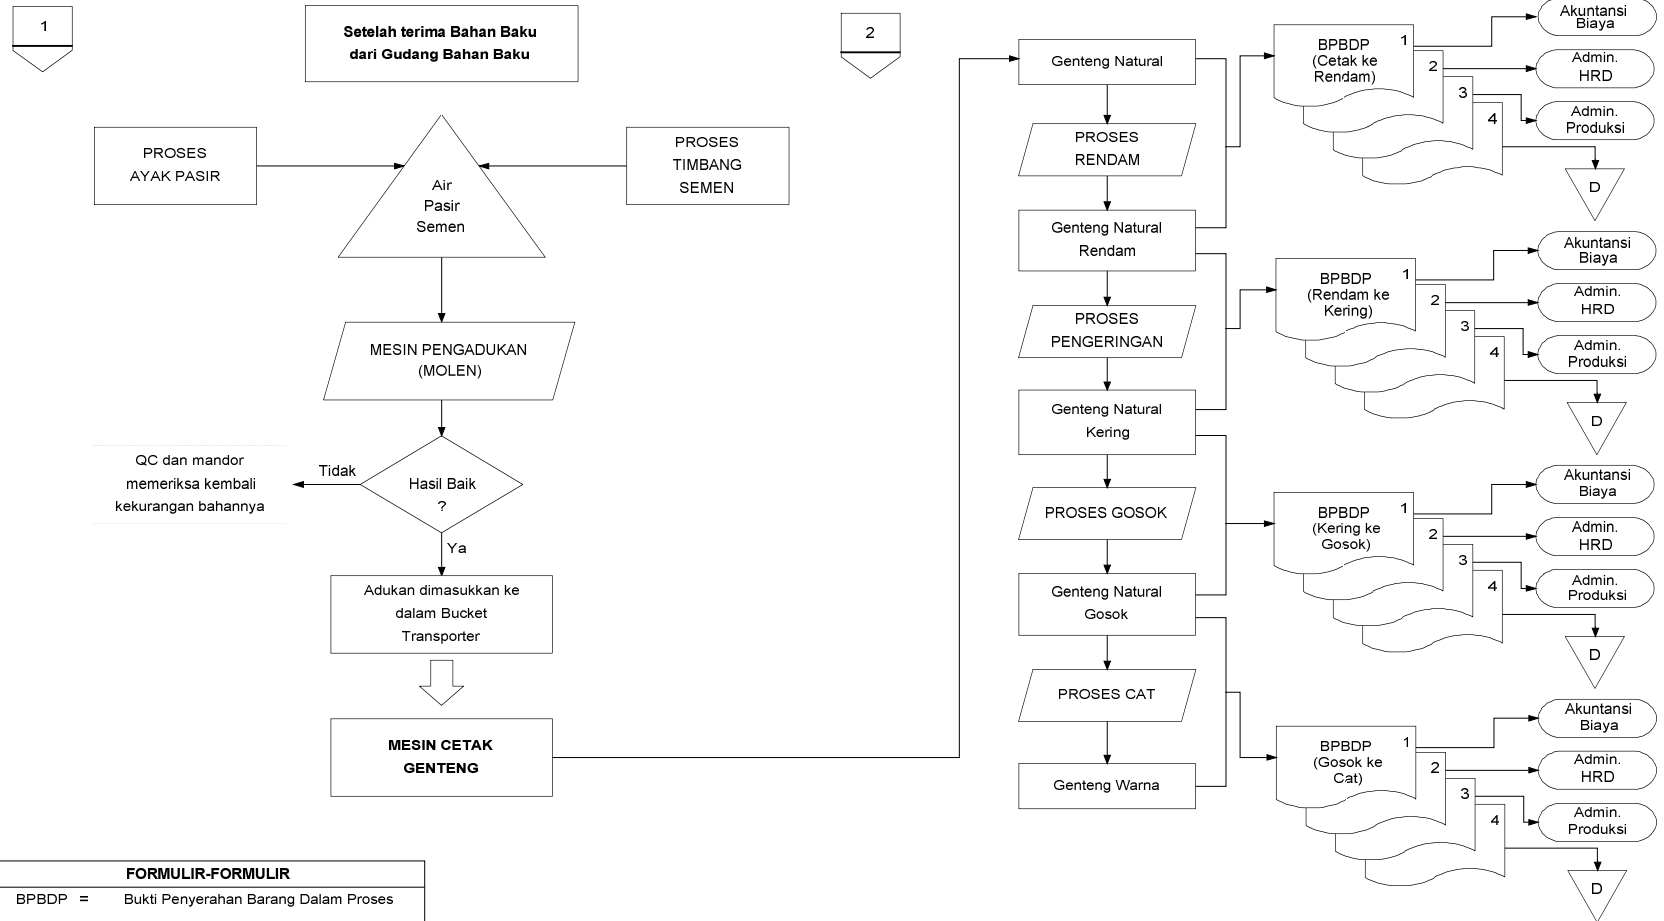 1
Setelah terima Bahan Baku
dari Gudang Bahan Baku
PROSES
AYAK PASIR
Air
Pasir
Semen
PROSES
TIMBANG
SEMEN
MESIN PENGADUKAN
(MOLEN)
Hasil Baik
?
Tidak
QC dan mandor
memeriksa kembali
kekurangan bahannya
Ya
Adukan dimasukkan ke
dalam Bucket
Transporter
MESIN CETAK
GENTENG
2
Genteng Natural
PROSES
RENDAM
Genteng Natural
Rendam
PROSES
PENGERINGAN
Genteng Natural
Kering
PROSES GOSOK
Genteng Natural
Gosok
PROSES CAT
Genteng Warna
BPBDP
(Cetak ke
Rendam)
1
2
3
4
Akuntansi
Biaya
Admin.
HRD
Admin.
Produksi
D
BPBDP
(Rendam ke
Kering)
1
2
3
4
Akuntansi
Biaya
Admin.
HRD
Admin.
Produksi
D
BPBDP
(Kering ke
Gosok)
1
2
3
4
Akuntansi
Biaya
Admin.
HRD
Admin.
Produksi
D
BPBDP
(Gosok ke
Cat)
1
2
3
4
Akuntansi
Biaya
Admin.
HRD
Admin.
Produksi
D
FORMULIR-FORMULIR
BPBDP = Bukti Penyerahan Barang Dalam Proses